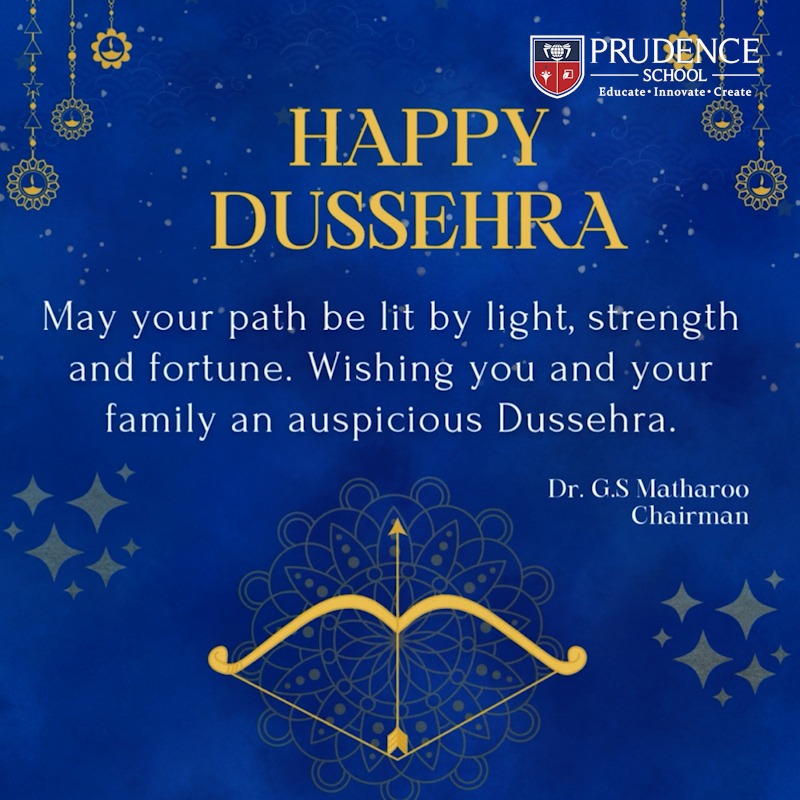 PRUDENCE
SCHOOL
Educate • Innovate • Create
HAPPY
DUSSEHRA
May your path be lit by light, strength
and fortune. Wishing you and your
family an auspicious Dussehra.
Dr. G.S Matharoo
Chairman